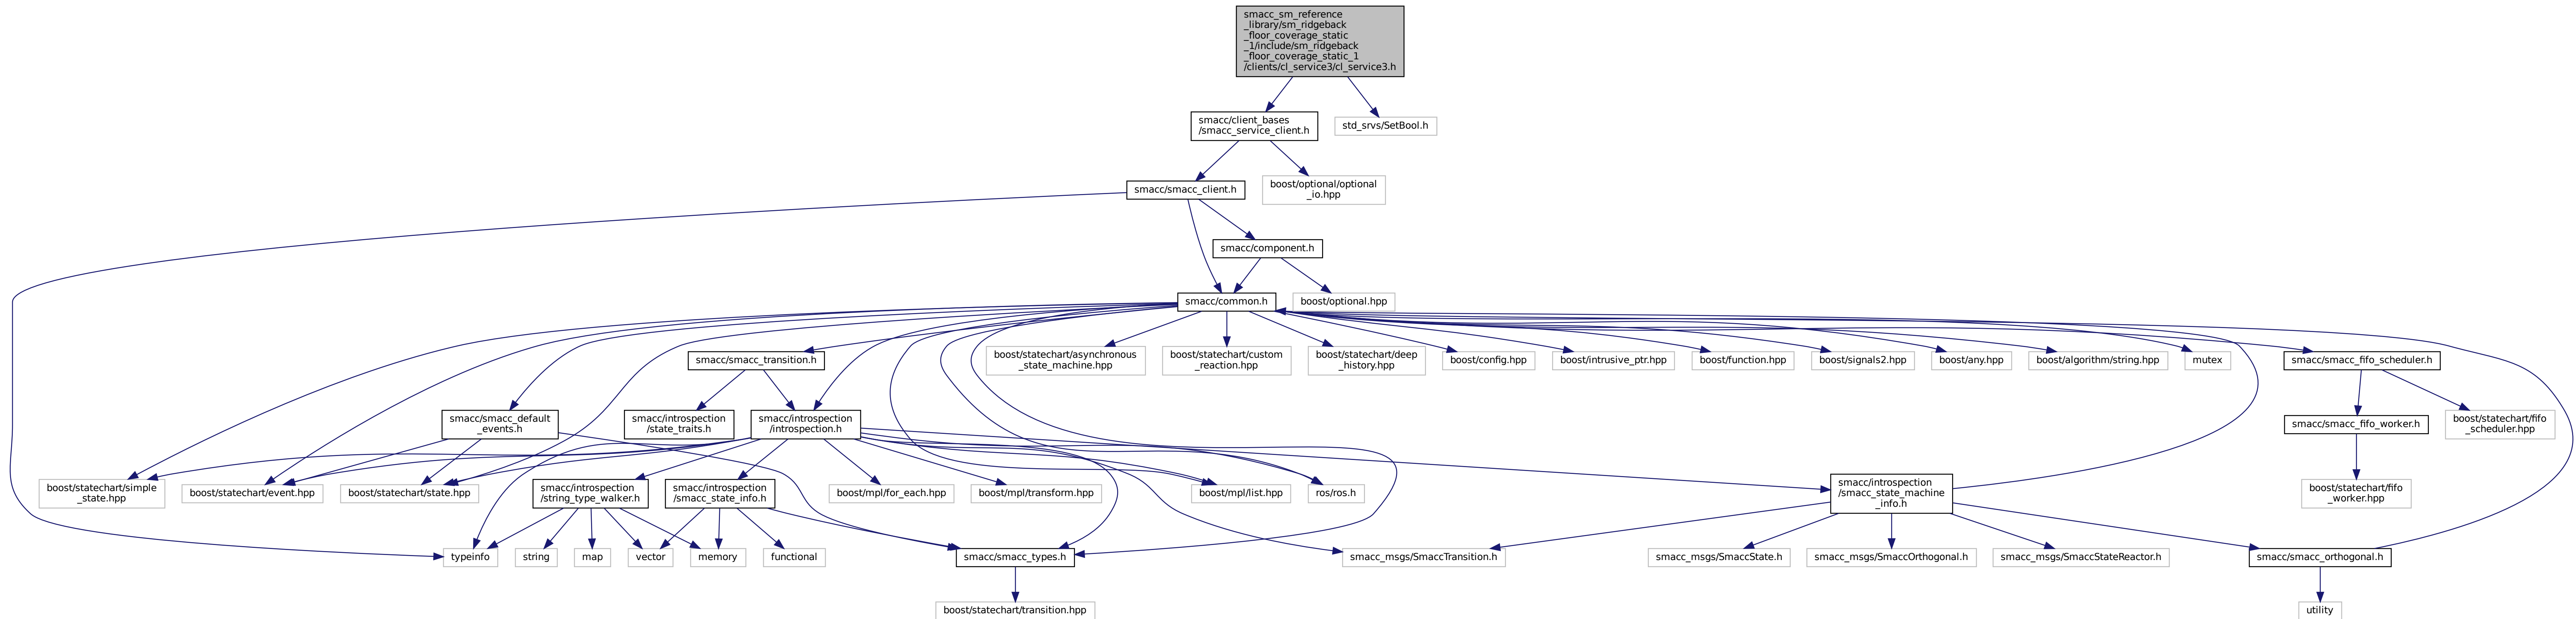 smacc_sm_reference
_library/sm_ridgeback
_floor_coverage_static
_1/include/sm_ridgeback
_floor_coverage_static_1
/clients/cl_service3/cl_service3.h
smacc/client_bases
/smacc_service_client.h
std_srvs/SetBool.h
smacc/smacc_client.h
boost/optional/optional
_io.hpp
smacc/component.h
smacc/common.h
boost/optional.hpp
smacc/smacc_transition.h
boost/statechart/asynchronous
_state_machine.hpp
boost/statechart/custom
_reaction.hpp
boost/statechart/deep
_history.hpp
boost/config.hpp
boost/intrusive_ptr.hpp
boost/function.hpp
boost/signals2.hpp
boost/any.hpp
boost/algorithm/string.hpp
mutex
smacc/smacc_fifo_scheduler.h
smacc/smacc_default
_events.h
smacc/introspection
/state_traits.h
smacc/introspection
/introspection.h
smacc/smacc_fifo_worker.h
boost/statechart/fifo
_scheduler.hpp
boost/statechart/simple
_state.hpp
boost/statechart/event.hpp
boost/statechart/state.hpp
smacc/introspection
/string_type_walker.h
smacc/introspection
/smacc_state_info.h
boost/mpl/for_each.hpp
boost/mpl/transform.hpp
boost/mpl/list.hpp
ros/ros.h
smacc/introspection
/smacc_state_machine
_info.h
boost/statechart/fifo
_worker.hpp
typeinfo
string
map
vector
memory
functional
smacc/smacc_types.h
smacc_msgs/SmaccTransition.h
smacc_msgs/SmaccState.h
smacc_msgs/SmaccOrthogonal.h
smacc_msgs/SmaccStateReactor.h
smacc/smacc_orthogonal.h
boost/statechart/transition.hpp
utility